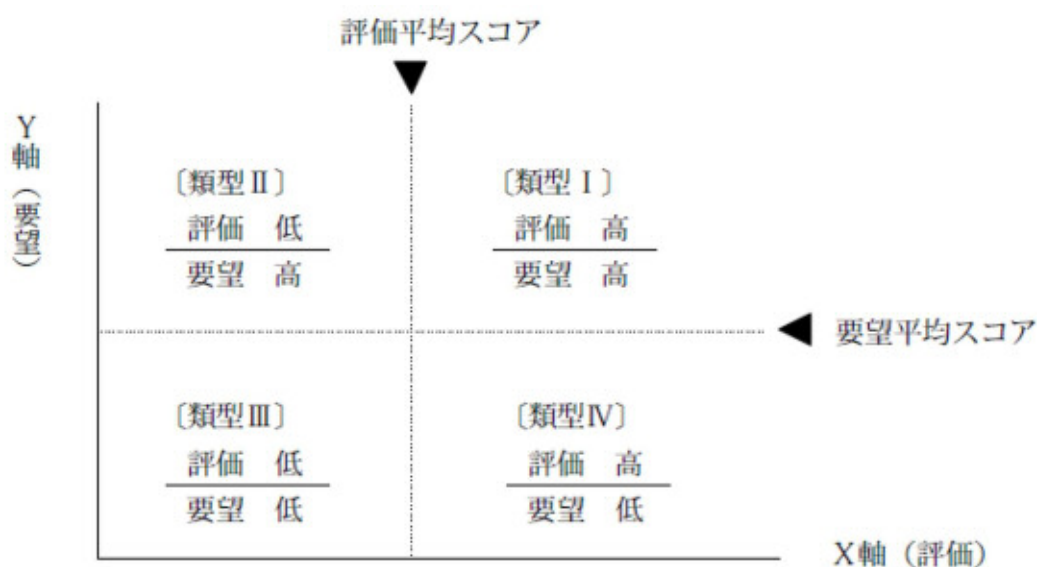 評価平均スコア
Y軸（要望）
〔類型Ⅱ〕
評価　低
要望　高
〔類型Ⅰ〕
評価　高
要望　高
要望平均スコア
〔類型Ⅲ〕
評価　低
要望　低
〔類型Ⅳ〕
評価　高
要望　低
X軸（評価）